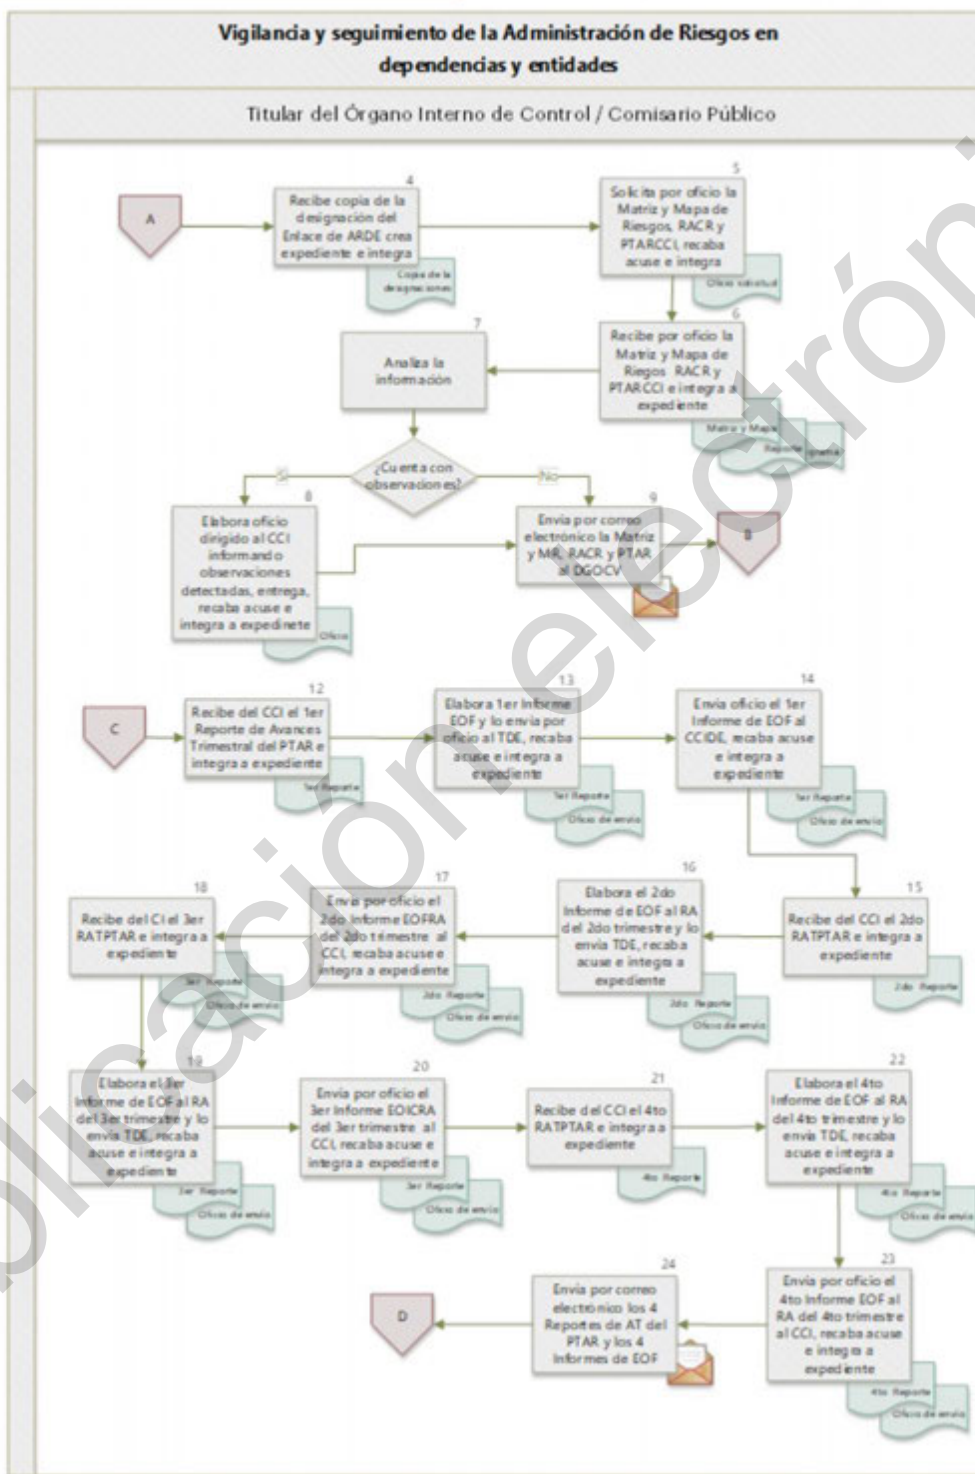 Vigilancia y seguimiento de la Administración de Riesgos en
dependencias y entidades
Titular del Órgano Interno de Control / Comisario Público
A
4
Recibe copia de la
designación del
Enlace de ARDE crea
expediente e integra
Copia de la
designaciones
5
Solicita por oficio la
Matriz y Mapa de
Riesgos, RACR y
PTARCCI, recaba
acuse e integra
Oficio solicitud
6
Recibe por oficio la
Matriz y Mapa de
Riegos RACR y
PTARCCI e integra a
expediente
Matriz y Mapa
Reporte
7
Analiza la
información
¿Cuenta con
observaciones?
Si
No
8
Elabora oficio
dirigido al CCI
informando
observaciones
detectadas, entrega,
recaba acuse e
integra a expedinete
Oficio
9
Envía por correo
electrónico la Matriz
y MR, RACR y PTAR
al DGOCV
B
C
12
Recibe del CCI el 1er
Reporte de Avances
Trimestral del PTAR e
integra a expediente
1er Reporte
13
Elabora 1er Informe
EOF y lo envía por
oficio al TDE, recaba
acuse e integra a
expediente
1er Reporte
Oficio de envío
14
Envia oficio el 1er
Informe de EOF al
CCIDE, recaba acuse
e integra a
expediente
1er Reporte
Oficio de envío
15
Recibe del CCI el 2do
RATPTAR e integra a
expediente
2do Reporte
16
Elabora el 2do
Informe de EOF al RA
del 2do trimestre y lo
envía TDE, recaba
acuse e integra a
expediente
2do Reporte
Oficio de envío
17
Envía por oficio el
2do Informe EOFRA
del 2do trimestre al
CCI, recaba acuse e
integra a expediente
2do Reporte
Oficio de envío
18
Recibe del CI el 3er
RATPTAR e integra a
expediente
3er Reporte
Oficio de envío
19
Elabora el 3er
Informe de EOF al RA
del 3er trimestre y lo
envía TDE, recaba
acuse e integra a
expediente
3er Reporte
Oficio de envío
20
Envía por oficio el
3er Informe EOICRA
del 3er trimestre al
CCI, recaba acuse e
integra a expediente
3er Reporte
Oficio de envío
21
Recibe del CCI el 4to
RATPTAR e integra a
expediente
4to Reporte
22
Elabora el 4to
Informe de EOF al RA
del 4to trimestre y lo
envía TDE, recaba
acuse e integra a
expediente
4to Reporte
Oficio de envío
23
Envía por oficio el
4to Informe EOF al
RA del 4to trimestre
al CCI, recaba acuse
e integra a
expediente
4to Reporte
Oficio de envío
24
Envía por correo
electrónico los 4
Reportes de AT del
PTAR y los 4
Informes de EOF
D